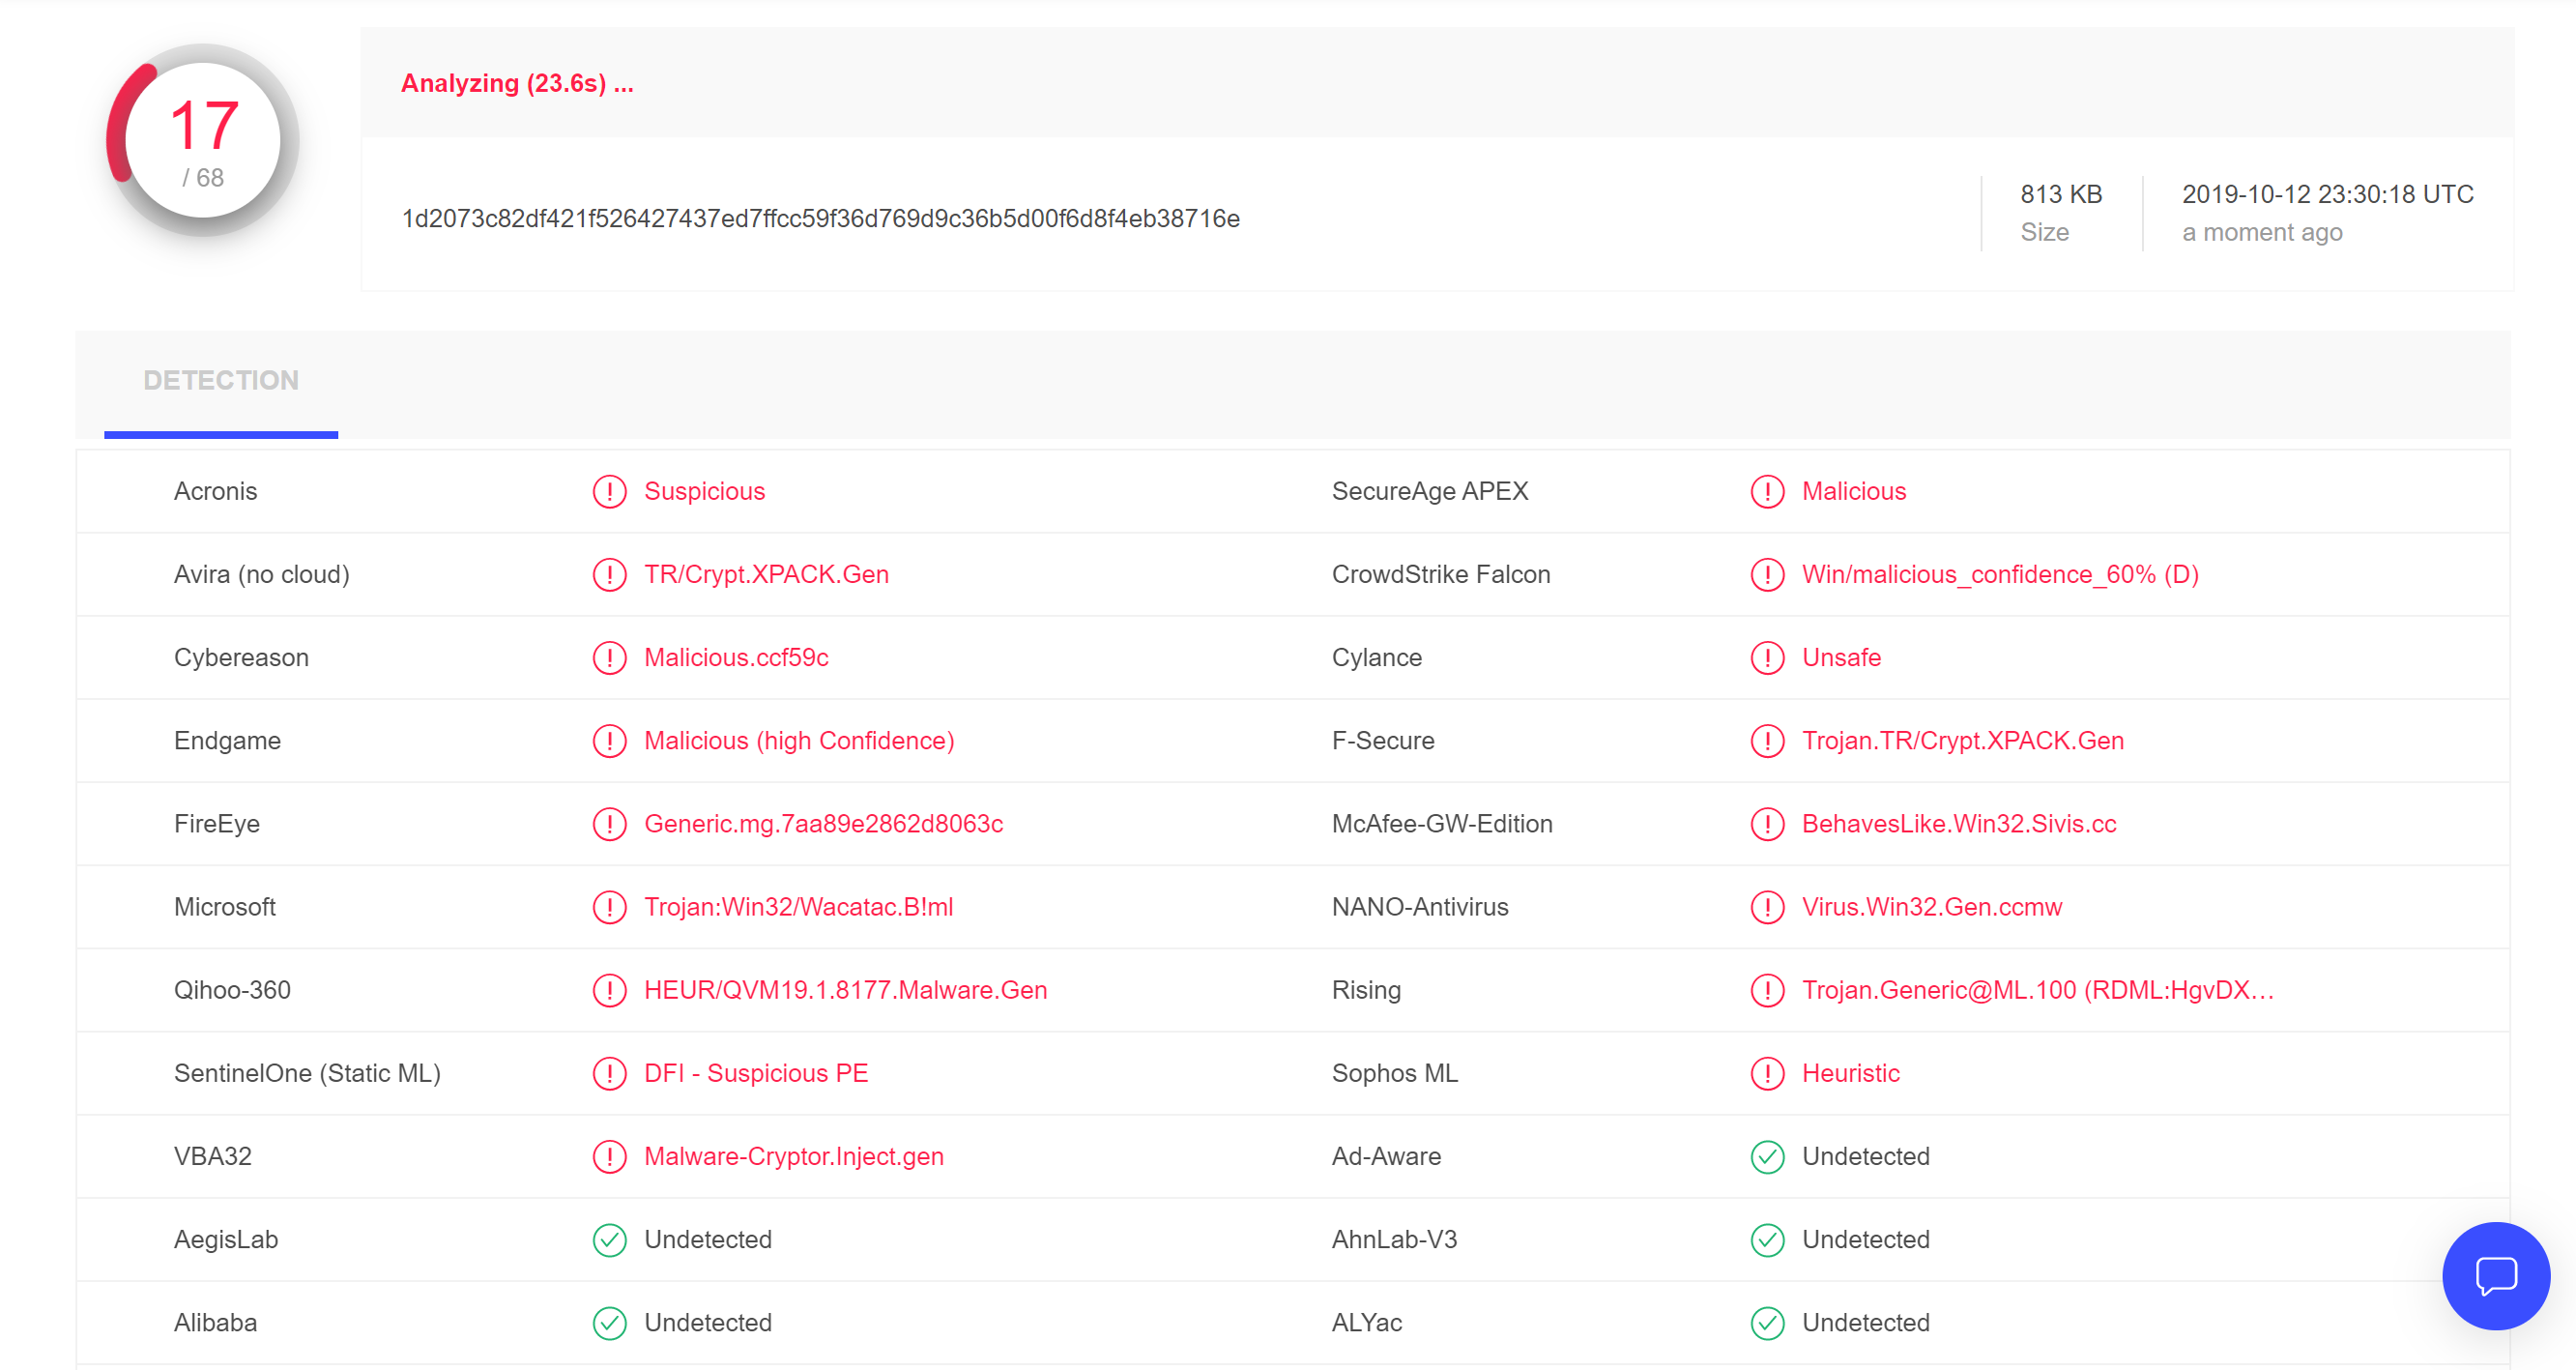 17
/ 68
Analyzing (23.6s) ...
1d2073c82df421f526427437ed7ffcc59f36d769d9c36b5d00f6d8f4eb38716e
813 KB
Size
2019-10-12 23:30:18 UTC
a moment ago
DETECTION
Acronis Suspicious SecureAge APEX Malicious
Avira (no cloud) TR/Crypt.XPACK.Gen CrowdStrike Falcon Win/malicious_confidence_60% (D)
Cybereason Malicious.ccf59c Cylance Unsafe
Endgame Malicious (high Confidence) F-Secure Trojan.TR/Crypt.XPACK.Gen
FireEye Generic.mg.7aa89e2862d8063c McAfee-GW-Edition BehavesLike.Win32.Sivis.cc
Microsoft Trojan:Win32/Wacatac.B!ml NANO-Antivirus Virus.Win32.Gen.ccmw
Qihoo-360 HEUR/QVM19.1.8177.Malware.Gen Rising Trojan.Generic@ML.100 (RDML:HgvDX...
SentinelOne (Static ML) DFI - Suspicious PE Sophos ML Heuristic
VBA32 Malware-Cryptor.Inject.gen Ad-Aware Undetected
AegisLab Undetected AhnLab-V3 Undetected
Alibaba Undetected ALYac Undetected